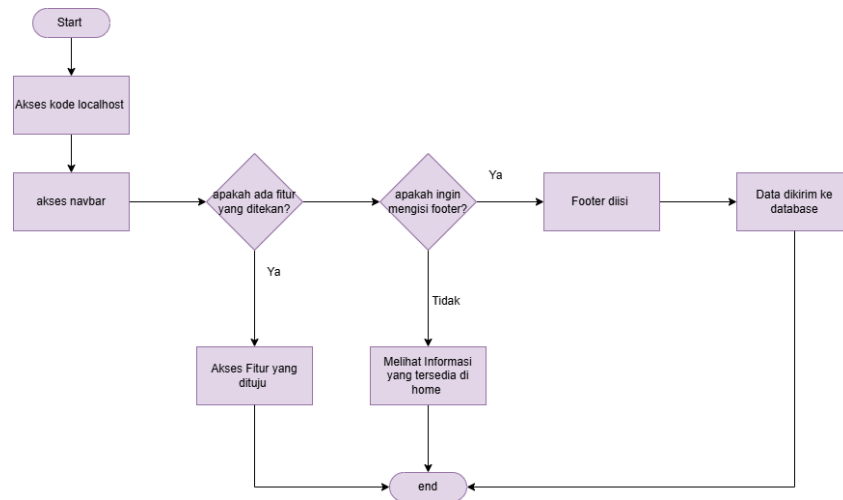 Start
Akses kode localhost
akses navbar
apakah ada fitur
yang ditekan?
Ya
Akses Fitur yang
dituju
apakah ingin
mengisi footer?
Ya
Tidak
Melihat Informasi
yang tersedia di
home
Footer diisi
Data dikirim ke
database
end